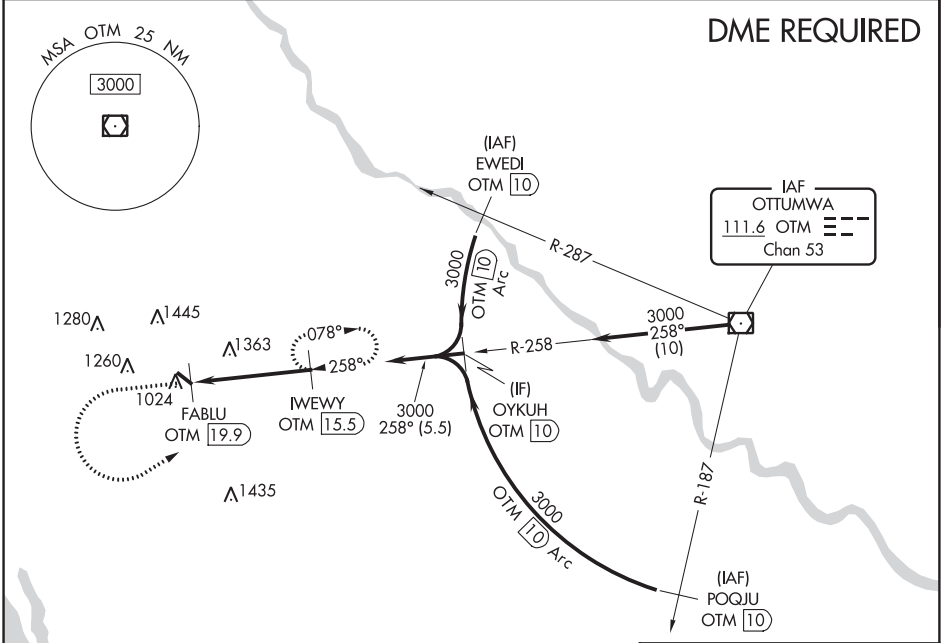 DME REQUIRED
MSA OTM 25 NM
3000
(IAF)
EWEDI
OTM 10
IAF
OTTUMWA
111.6 OTM
Chan 53
R-287
3000
OTM 10 Arc
3000
258°
(10)
R-258
1280
1445
1363
1260
1024
078°
258°
FABLU
OTM 19.9
IWEWY
OTM 15.5
3000
258° (5.5)
(IF)
OYKUH
OTM 10
1435
3000
OTM 10 Arc
R-187
(IAF)
POQJU
OTM 10